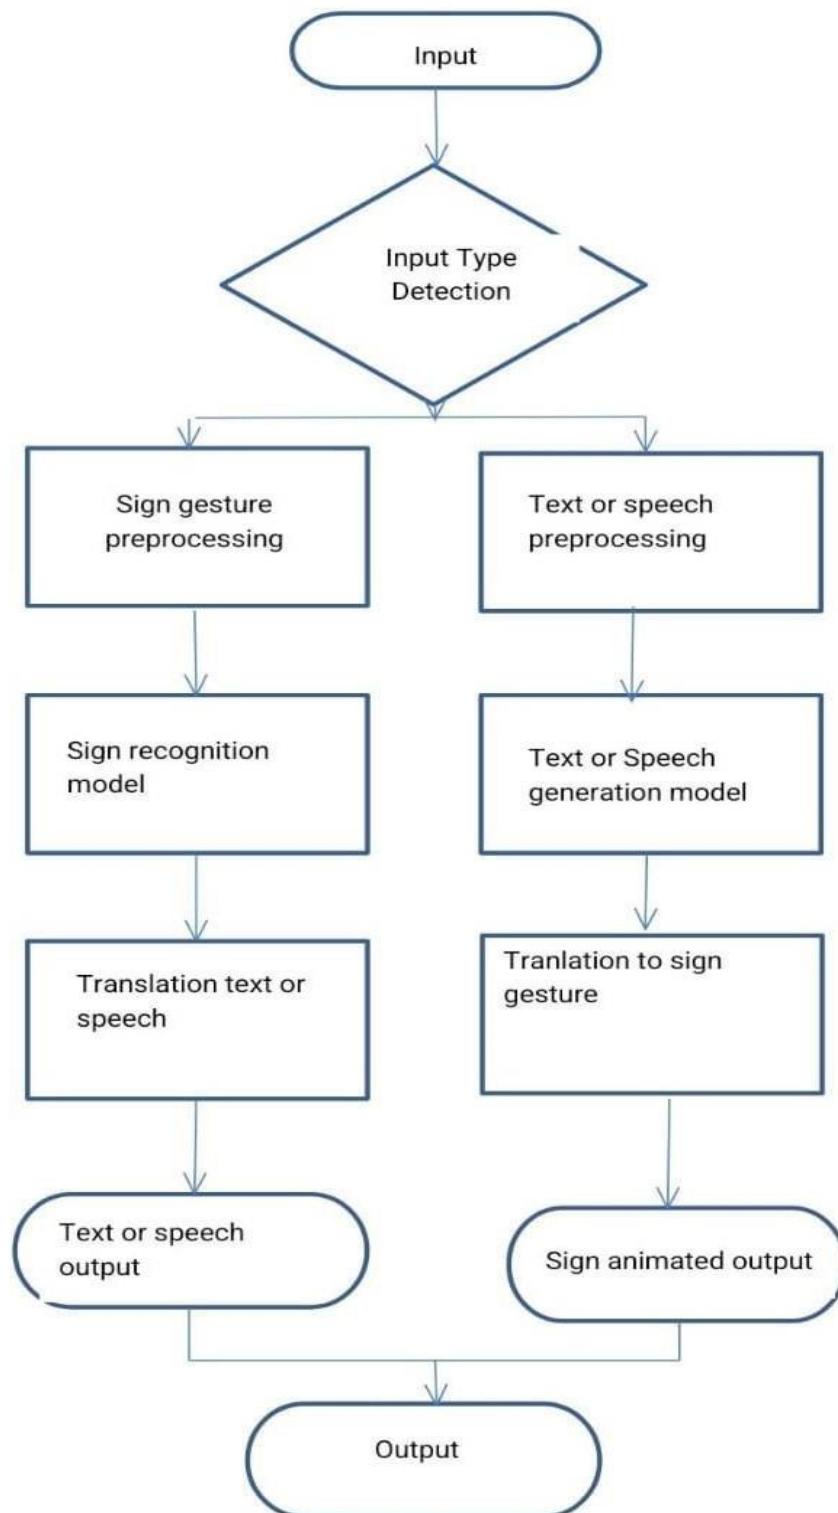 Input
Input Type
Detection
Sign gesture
preprocessing
Text or speech
preprocessing
Sign recognition
model
Text or Speech
generation model
Translation text or
speech
Tranlation to sign
gesture
Text or speech
output
Sign animated output
Output